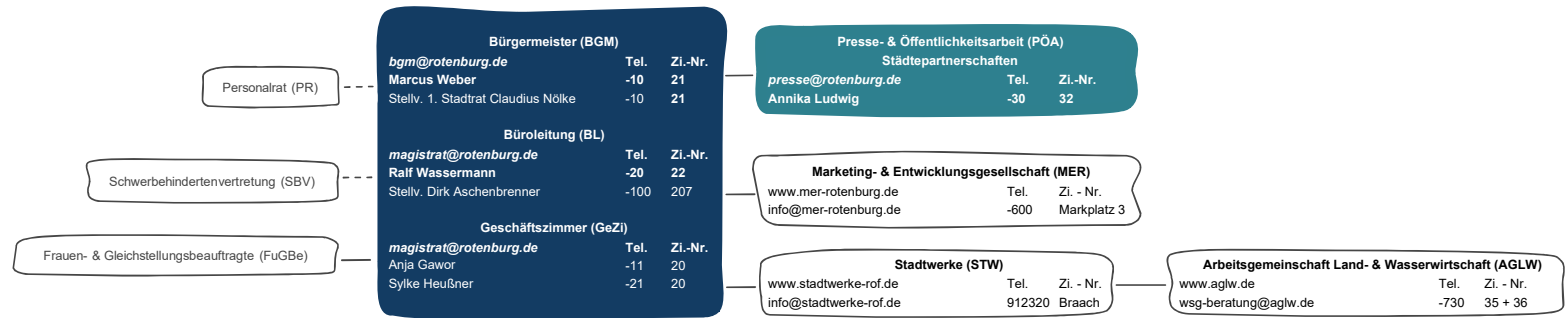 Personalrat (PR)
Schwerbehindertenvertretung (SBV)
Frauen- & Gleichstellungsbeauftragte (FuGBe)
Bürgermeister (BGM)
bgm@rotenburg.de Tel. Zi.-Nr.
Marcus Weber -10 21
Stellv. 1. Stadtrat Claudius Nölke -10 21
Büroleitung (BL)
magistrat@rotenburg.de Tel. Zi.-Nr.
Ralf Wassermann -20 22
Stellv. Dirk Aschenbrenner -100 207
Geschäftszimmer (GeZi)
magistrat@rotenburg.de Tel. Zi.-Nr.
Anja Gawor -11 20
Sylke Heußner -21 20
Presse- & Öffentlichkeitsarbeit (PÖA)
Städtepartnerschaften
presse@rotenburg.de Tel. Zi.-Nr.
Annika Ludwig -30 32
Marketing- & Entwicklungsgesellschaft (MER)
www.mer-rotenburg.de Tel. Zi. - Nr.
info@mer-rotenburg.de -600 Markplatz 3
Stadtwerke (STW)
www.stadtwerke-rof.de Tel. Zi. - Nr.
info@stadtwerke-rof.de 912320 Braach
Arbeitsgemeinschaft Land- & Wasserwirtschaft (AGLW)
www.aglw.de Tel. Zi. - Nr.
wsg-beratung@aglw.de -730 35 + 36